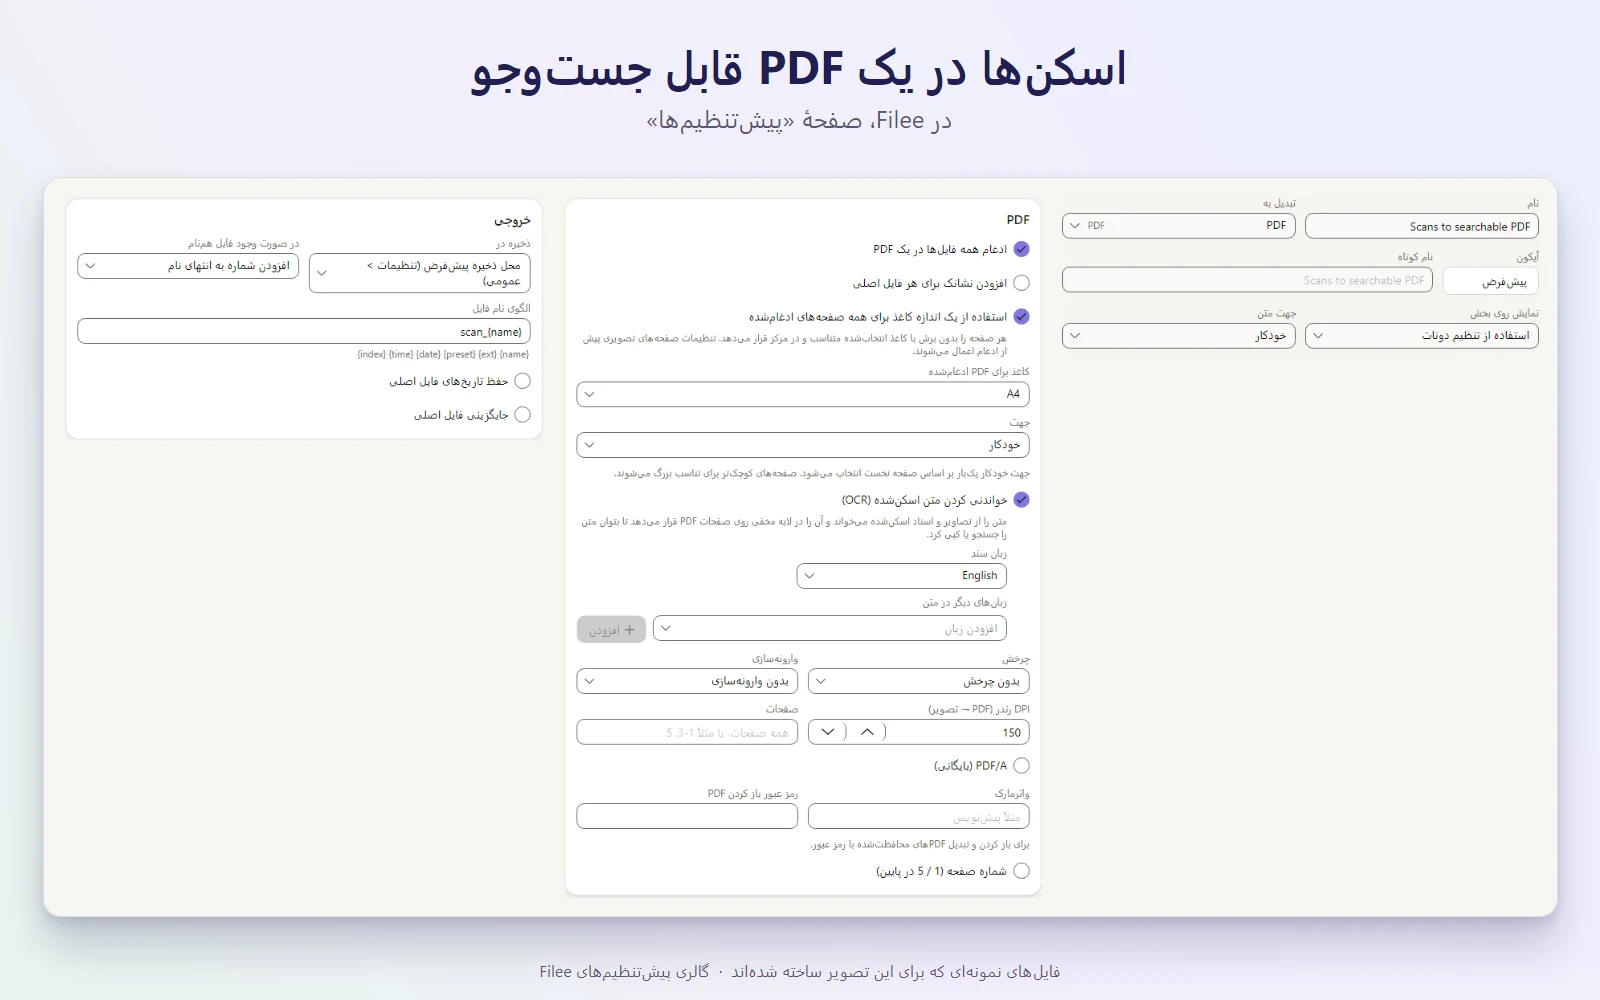 اسکن‌ها در یک PDF قابل جست‌وجو
در Filee، صفحهٔ «پیش‌تنظیم‌ها»
نام
Scans to searchable PDF
تبدیل به
PDF PDF
آیکون
پیش‌فرض
نام کوتاه
Scans to searchable PDF
نمایش روی بخش
استفاده از تنظیم دونات
جهت متن
خودکار
PDF
ادغام همه فایل‌ها در یک PDF
افزودن نشانک برای هر فایل اصلی
استفاده از یک اندازه کاغذ برای همه صفحه‌های ادغام‌شده
هر صفحه را بدون برش با کاغذ انتخاب‌شده متناسب و در مرکز قرار می‌دهد. تنظیمات صفحه‌های تصویری پیش
از ادغام اعمال می‌شوند.
کاغذ برای PDF ادغام‌شده
A4
جهت
خودکار
جهت خودکار یک‌بار بر اساس صفحه نخست انتخاب می‌شود. صفحه‌های کوچک‌تر برای تناسب بزرگ می‌شوند.
خواندنی کردن متن اسکن‌شده (OCR)
متن را از تصاویر و اسناد اسکن‌شده می‌خواند و آن را در لایه مخفی روی صفحات PDF قرار می‌دهد تا بتوان متن
را جستجو یا کپی کرد.
زبان سند
English
زبان‌های دیگر در متن
افزودن زبان
+ افزودن
چرخش
بدون چرخش
وارونه‌سازی
بدون وارونه‌سازی
DPI رندر (PDF → تصویر)
150
صفحات
همه صفحات، یا مثلاً 1-3، 5
PDF/A (بایگانی)
واترمارک
مثلاً پیش‌نویس
رمز عبور باز کردن PDF
برای باز کردن و تبدیل PDFهای محافظت‌شده با رمز عبور.
شماره صفحه (1 / 5 در پایین)
خروجی
ذخیره در
محل ذخیره پیش‌فرض (تنظیمات >
عمومی)
در صورت وجود فایل هم‌نام
افزودن شماره به انتهای نام
الگوی نام فایل
scan_{name}
{index} {time} {date} {preset} {ext} {name}
حفظ تاریخ‌های فایل اصلی
جایگزینی فایل اصلی
فایل‌های نمونه‌ای که برای این تصویر ساخته شده‌اند · گالری پیش‌تنظیم‌های Filee